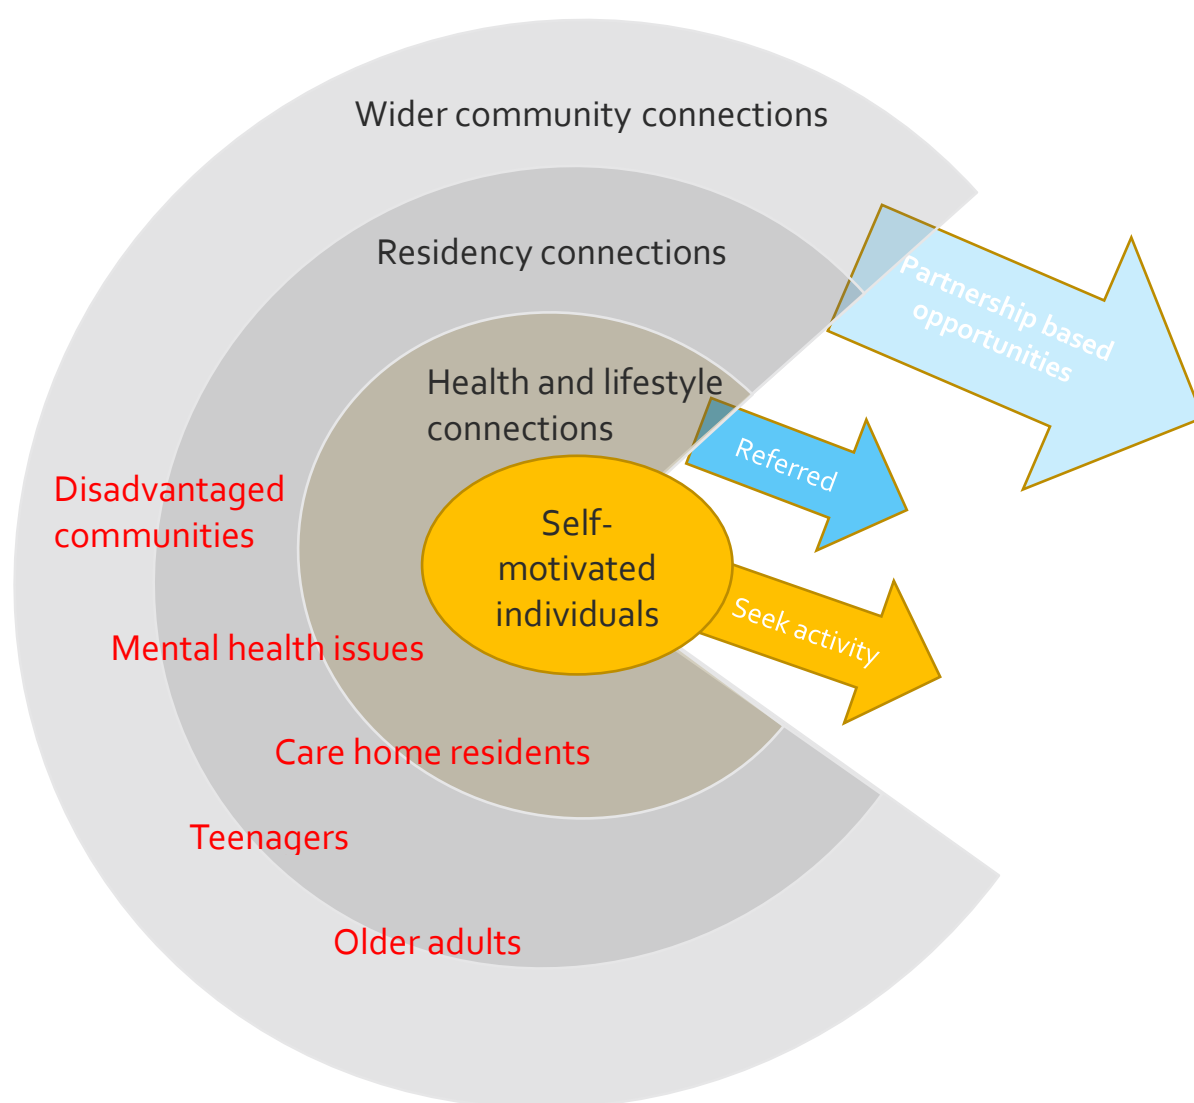 Wider community connections
Residency connections
Partnership based
opportunities
Health and lifestyle
connections
Referred
Disadvantaged
communities
Self-
motivated
individuals
Seek activity
Mental health issues
Care home residents
Teenagers
Older adults